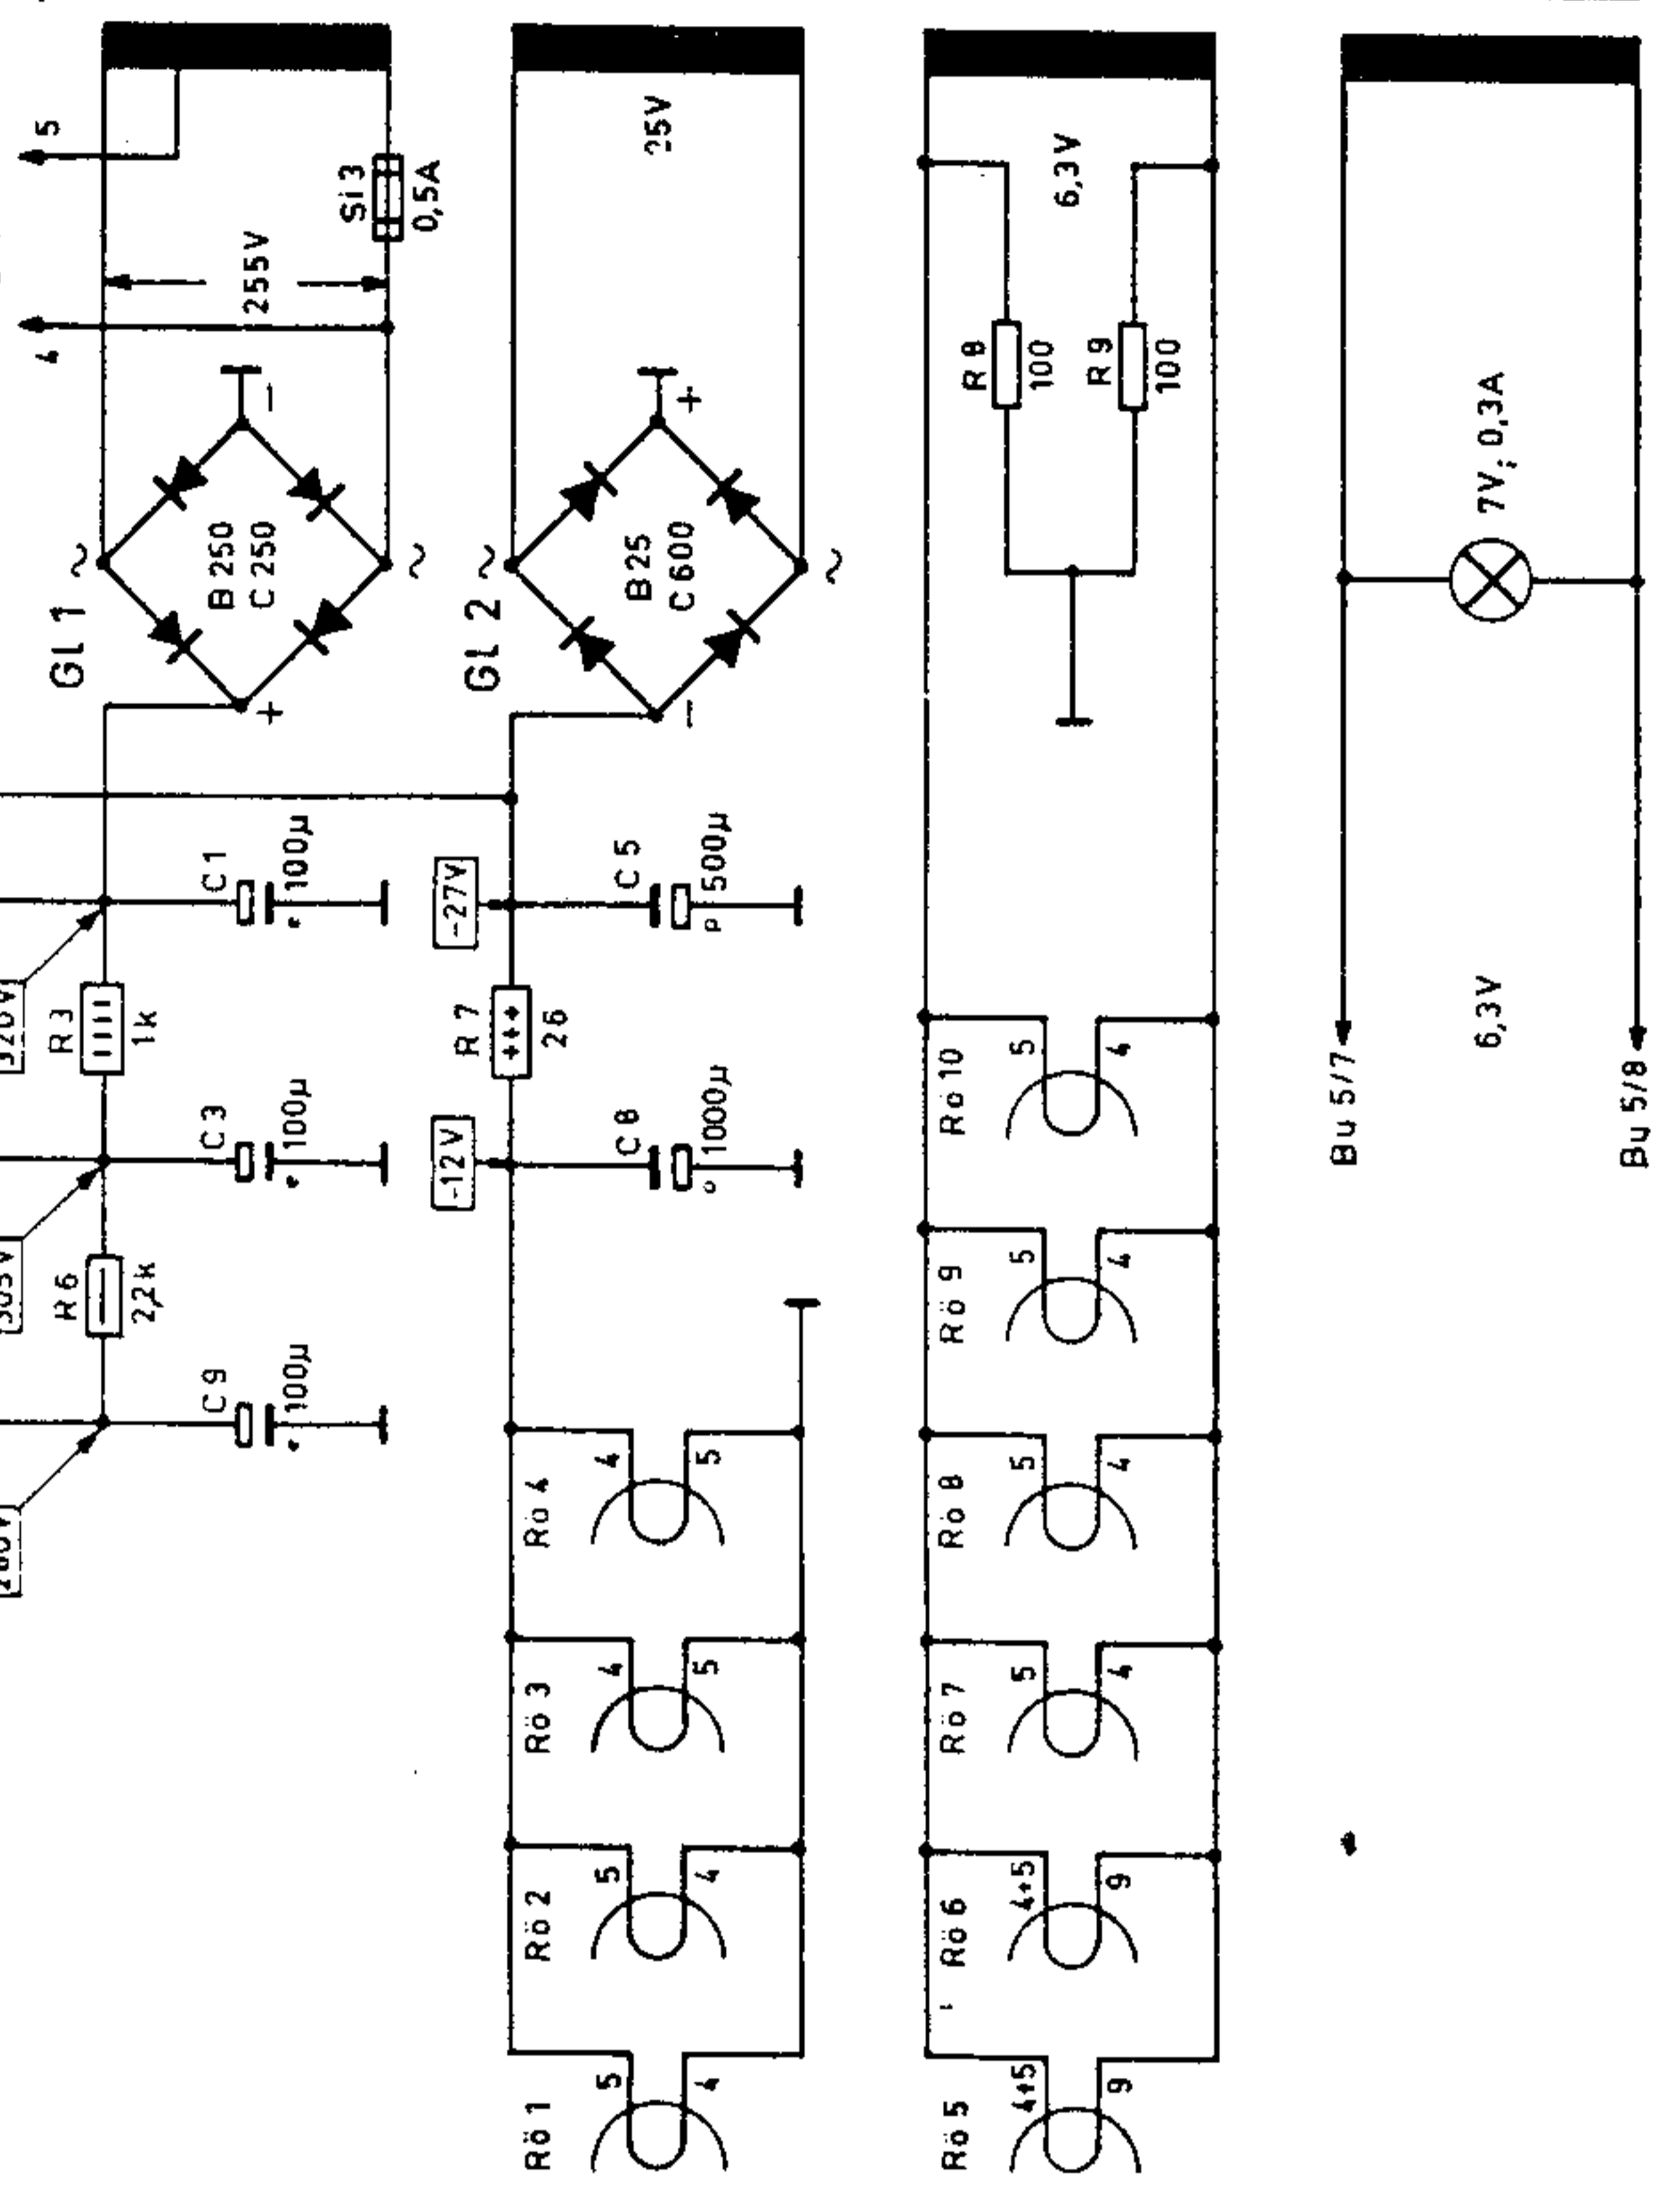 5
Si 3
0,5A
255V
4
GL 1
B 250
C 250
~
~
−
+
C 1
100µ
R 3
1k
C 3
100µ
R 6
2,2k
C 9
100µ
25V
GL 2
B 25
C 600
~
~
+
−
-27V
C 5
500µ
R 7
26
-12V
C 8
1000µ
Rö 4
4
5
Rö 3
4
5
Rö 2
5
4
Rö 1
5
4
6,3V
R 8
100
R 9
100
Rö 10
5
4
Rö 9
5
4
Rö 8
5
4
Rö 7
5
4
Rö 6
4+5
9
Rö 5
4+5
9
7V; 0,3A
6,3V
Bu 5/7
Bu 5/8